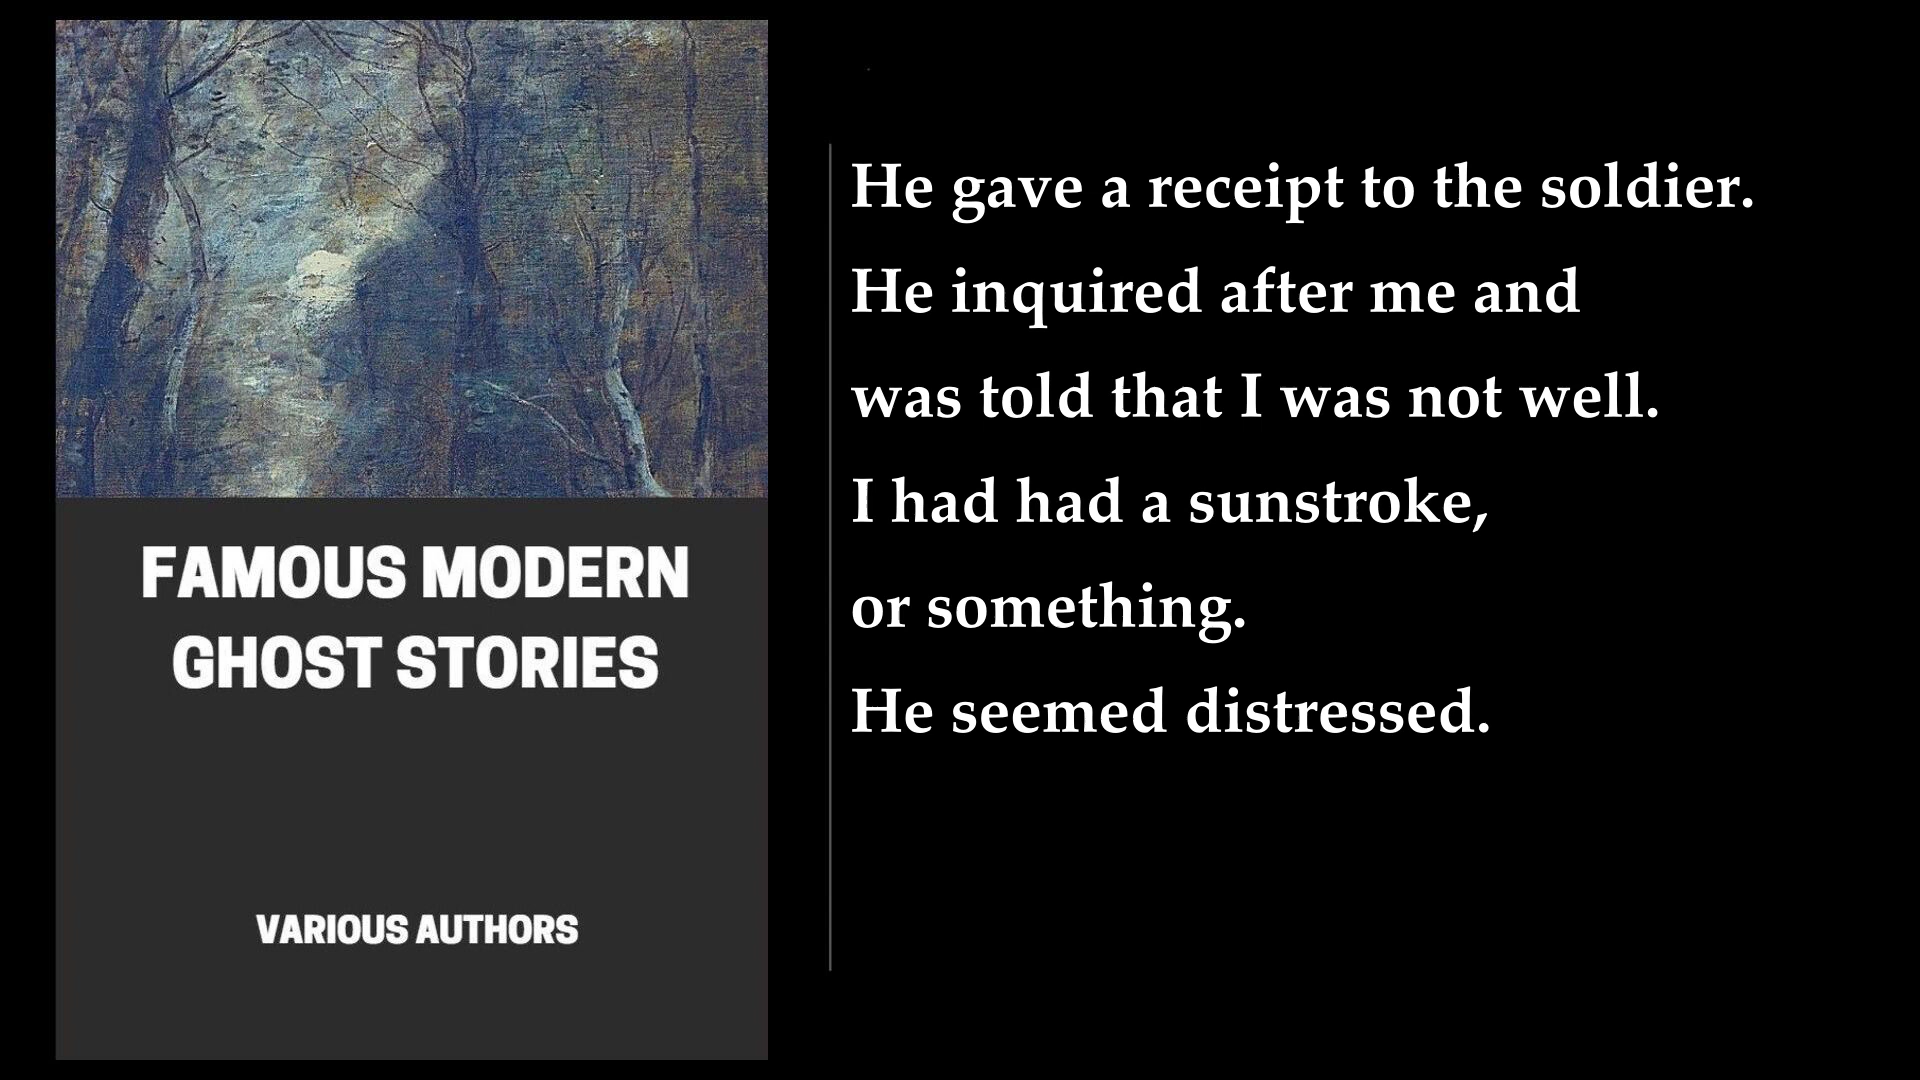 FAMOUS MODERN
GHOST STORIES
VARIOUS AUTHORS
He gave a receipt to the soldier.
He inquired after me and
was told that I was not well.
I had had a sunstroke,
or something.
He seemed distressed.